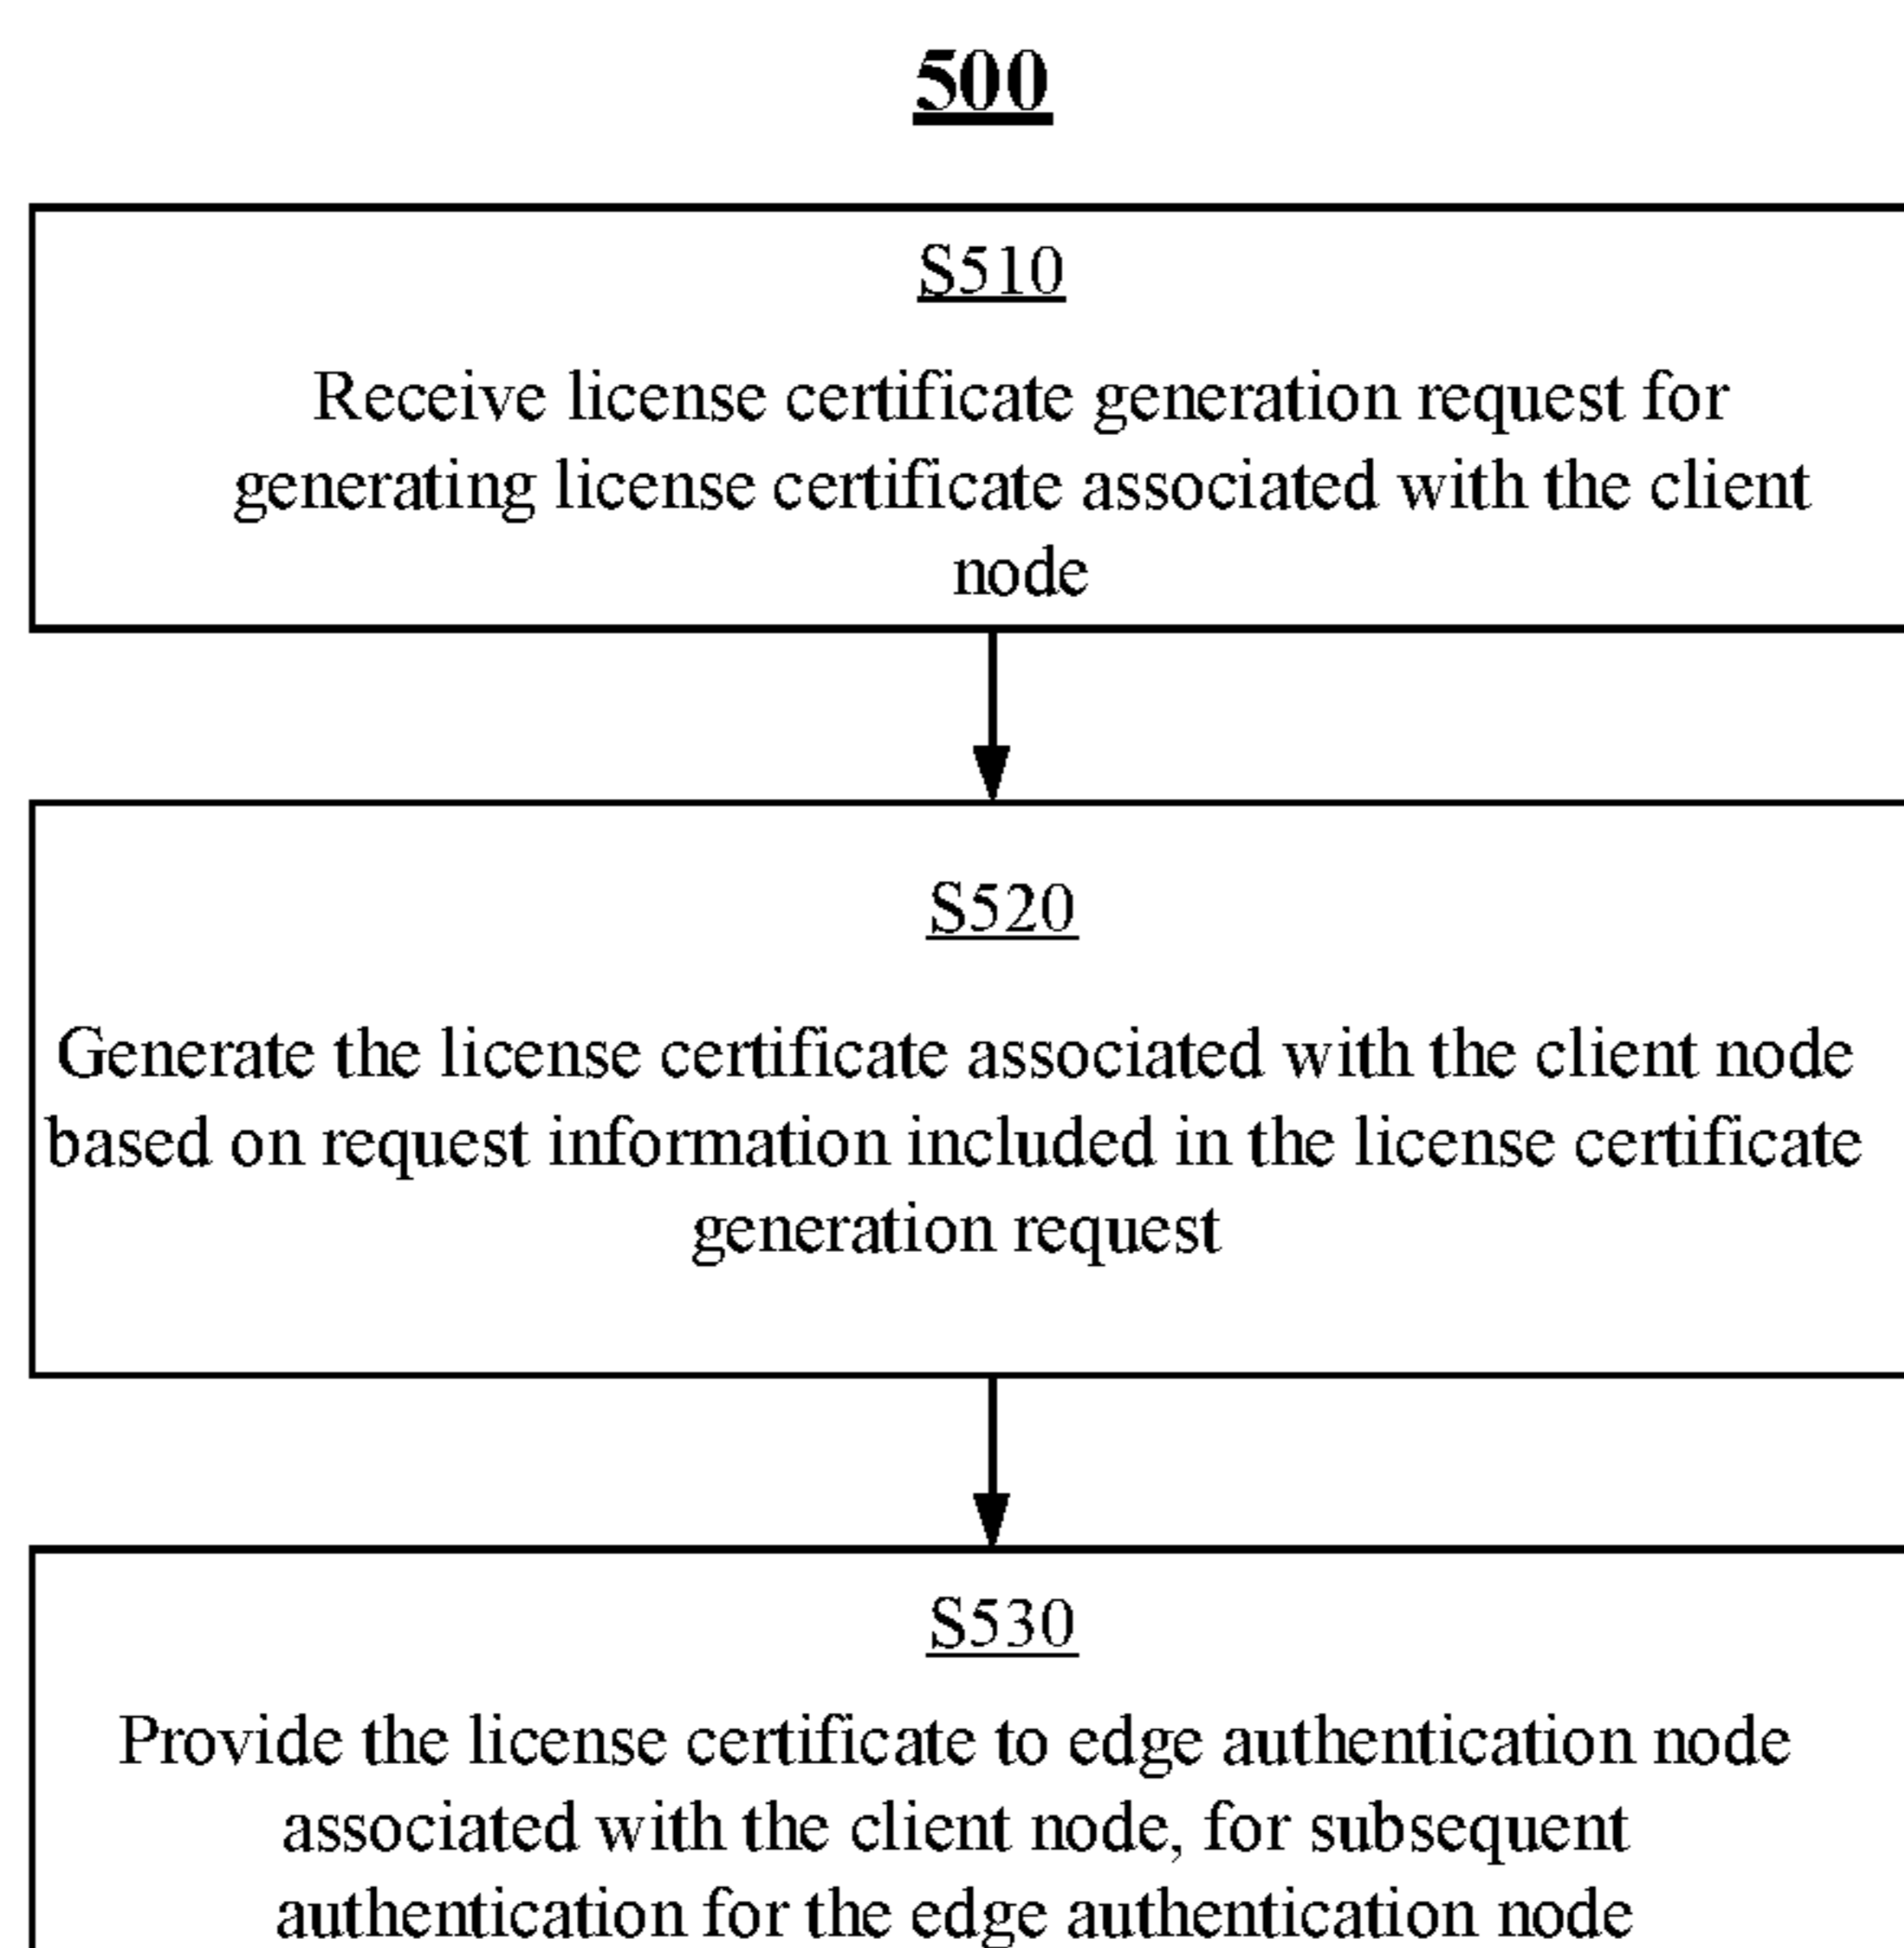 500
S510
Receive license certificate generation request for
generating license certificate associated with the client
node
S520
Generate the license certificate associated with the client node
based on request information included in the license certificate
generation request
S530
Provide the license certificate to edge authentication node
associated with the client node, for subsequent
authentication for the edge authentication node